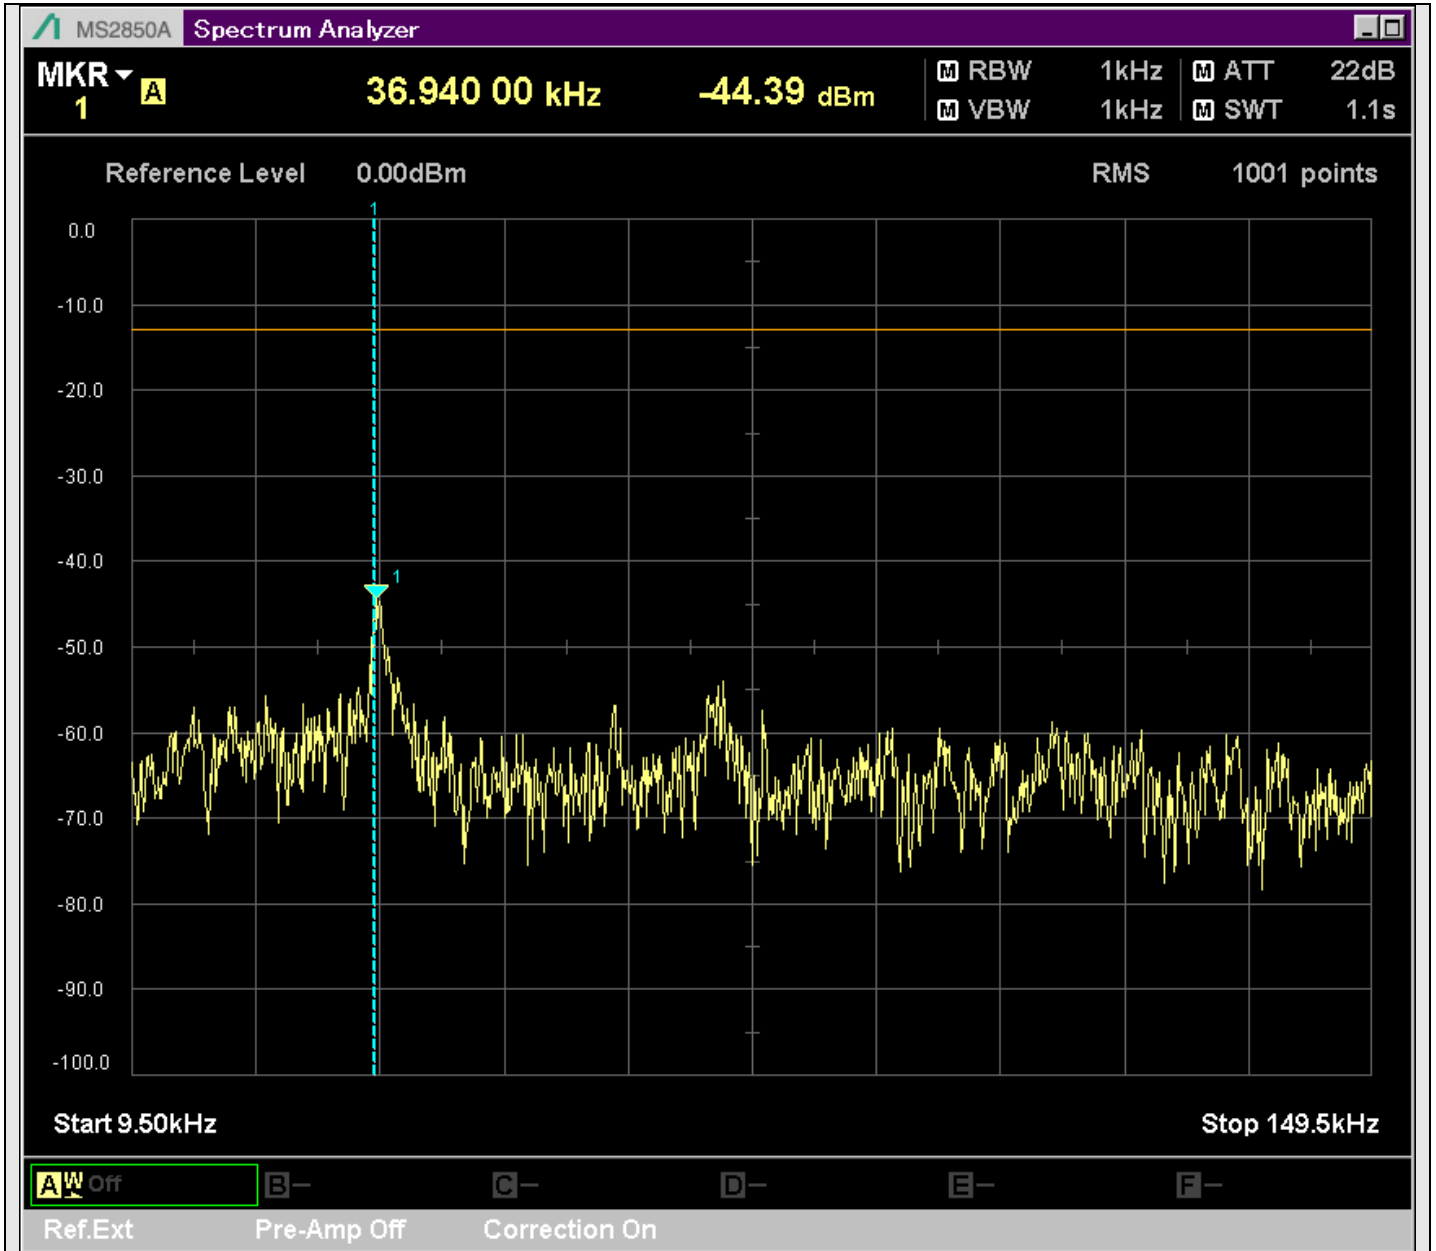 MS2850A Spectrum Analyzer
MKR 36.940 00 kHz -44.39 dBm M RBW 1kHz M ATT 22dB
1 A M VBW 1kHz M SWT 1.1s
Reference Level 0.00dBm RMS 1001 points
1
0.0
-10.0
-20.0
-30.0
-40.0
1
-50.0
-60.0
-70.0
-80.0
-90.0
-100.0
Start 9.50kHz Stop 149.5kHz
A W Off B- C- D- E- F-
Ref.Ext Pre-Amp Off Correction On